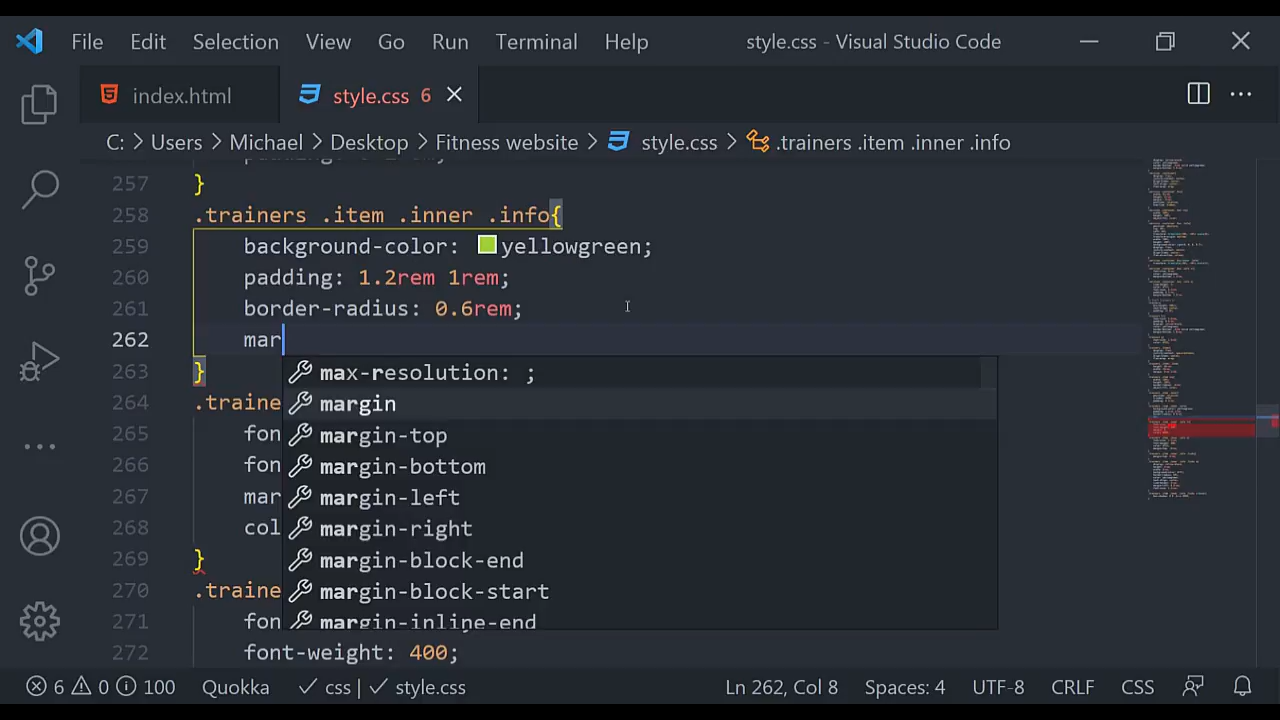 File Edit Selection View Go Run Terminal Help style.css - Visual Studio Code
index.html style.css 6
C: > Users > Michael > Desktop > Fitness website > style.css > .trainers .item .inner .info
257 }
258 .trainers .item .inner .info{
259 background-color: yellowgreen;
260 padding: 1.2rem 1rem;
261 border-radius: 0.6rem;
262 mar
263 }
max-resolution: ;
264 .traine
margin
265 fon
margin-top
266 fon
margin-bottom
267 mar
margin-left
268 col
margin-right
269 }
margin-block-end
270 .traine
margin-block-start
271 fon
margin-inline-end
272 font-weight: 400;
6 0 100 Quokka css | style.css Ln 262, Col 8 Spaces: 4 UTF-8 CRLF CSS